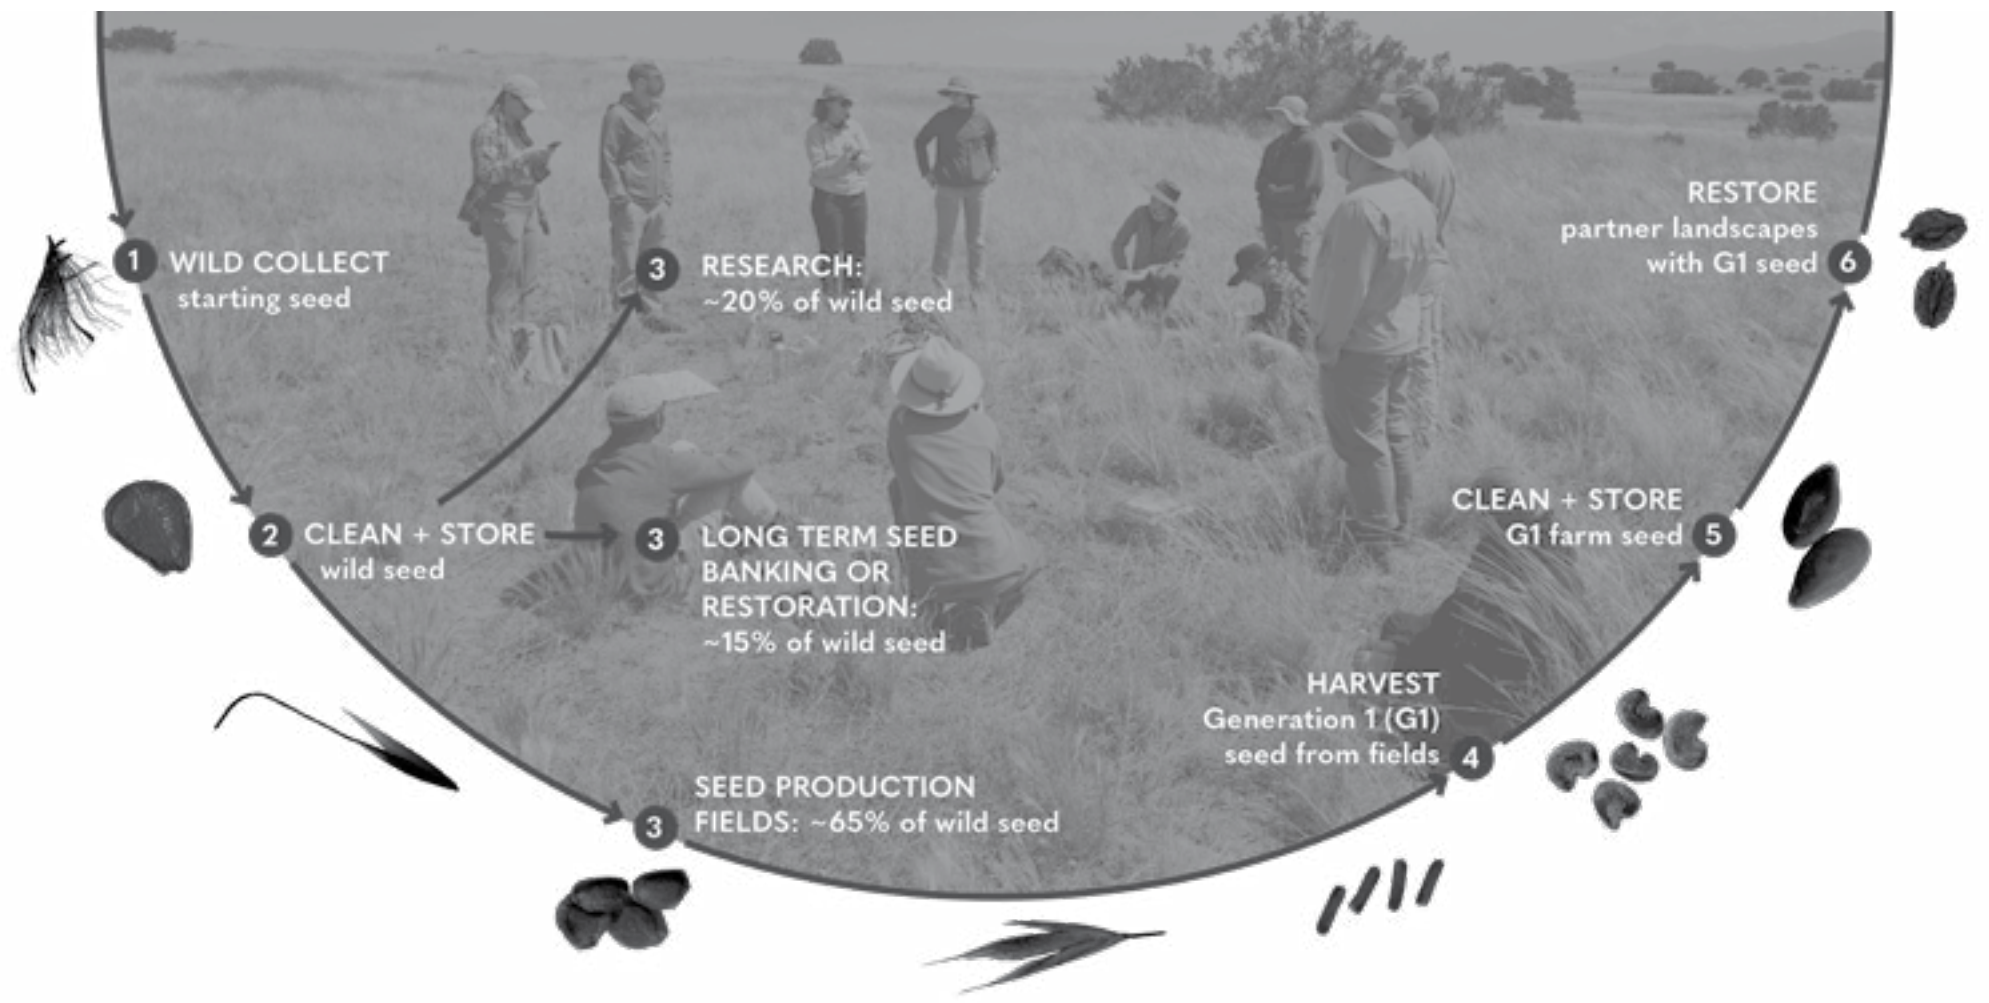 1 WILD COLLECT
starting seed
2 CLEAN + STORE
wild seed
3 RESEARCH:
~20% of wild seed
3 LONG TERM SEED
BANKING OR
RESTORATION:
~15% of wild seed
3 SEED PRODUCTION
FIELDS: ~65% of wild seed
HARVEST
Generation 1 (G1)
seed from fields 4
CLEAN + STORE
G1 farm seed 5
RESTORE
partner landscapes
with G1 seed 6